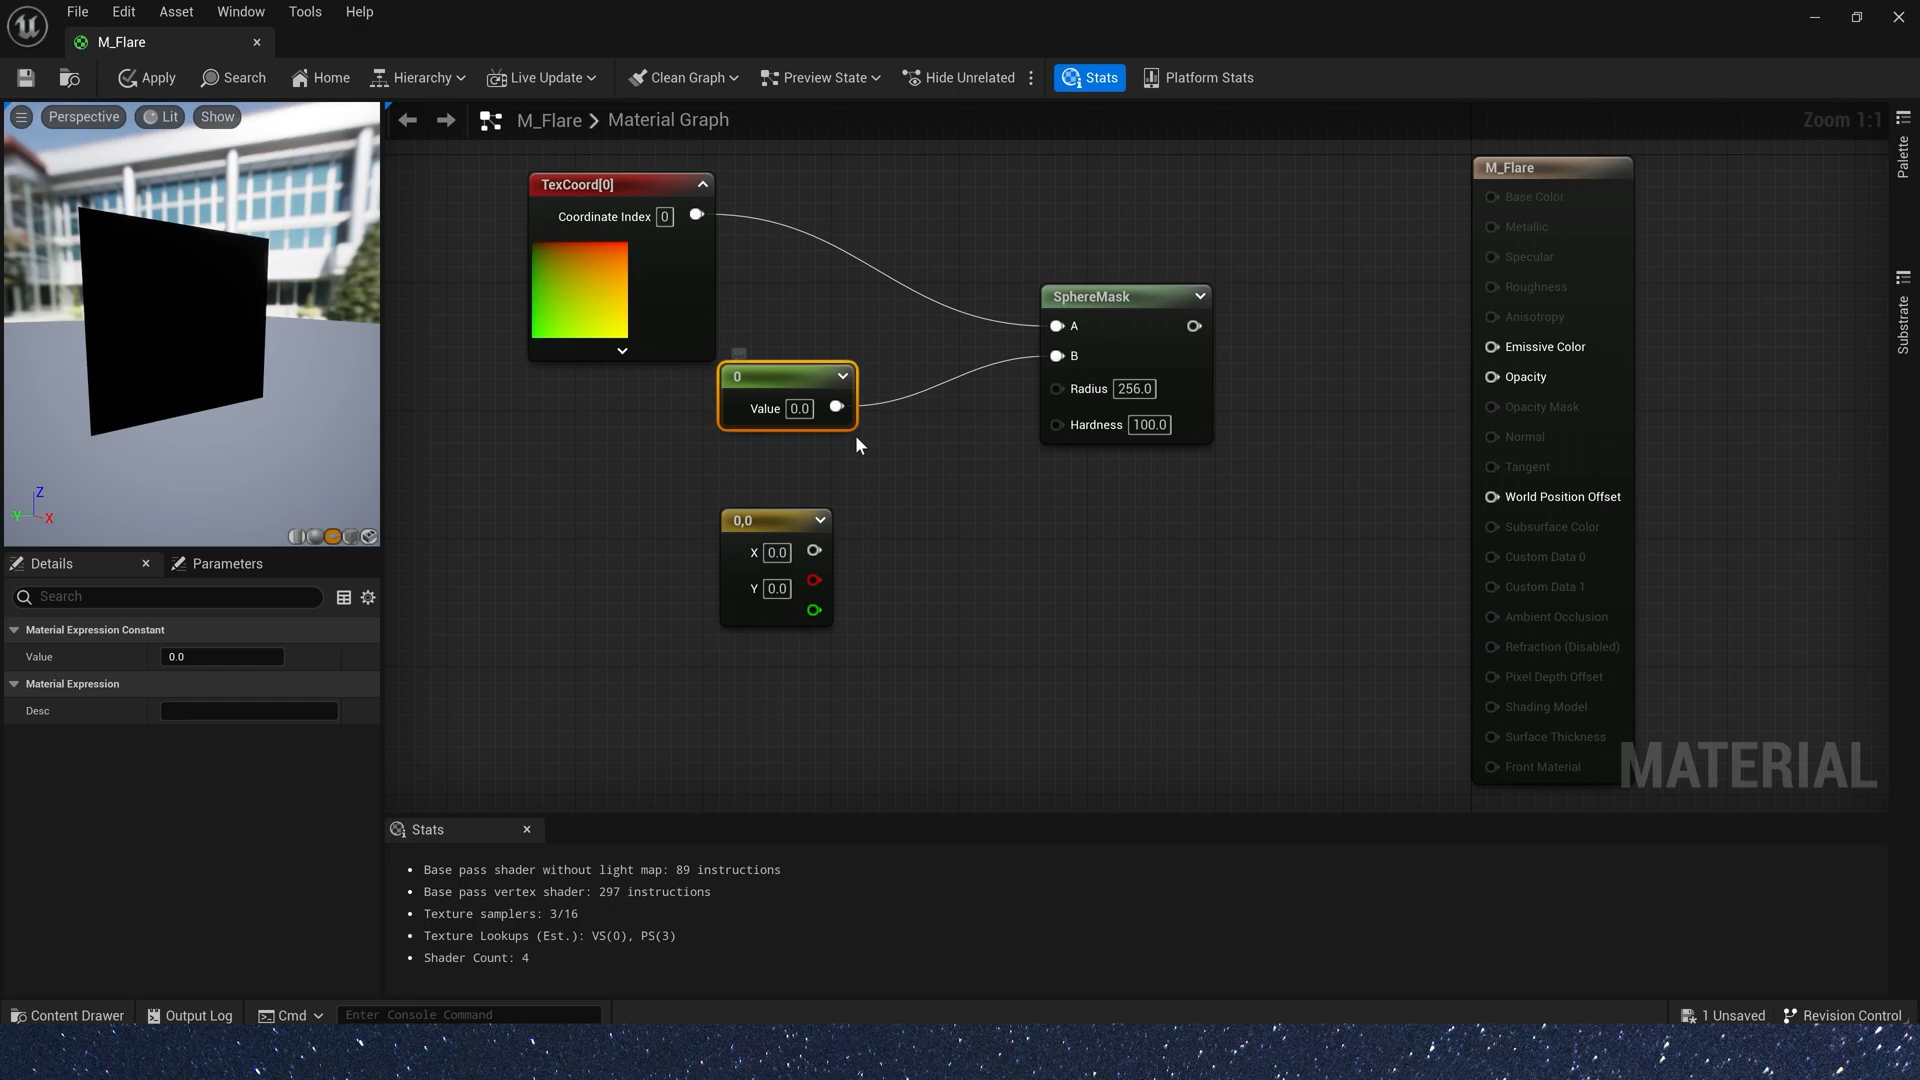 File Edit Asset Window Tools Help
M_Flare
Apply Search Home Hierarchy Live Update Clean Graph Preview State Hide Unrelated Stats Platform Stats
Perspective Lit Show
M_Flare > Material Graph
Zoom 1:1
Palette
Substrate
TexCoord[0]
Coordinate Index 0
0
Value 0.0
0,0
X 0.0
Y 0.0
SphereMask
A
B
Radius 256.0
Hardness 100.0
M_Flare
Base Color
Metallic
Specular
Roughness
Anisotropy
Emissive Color
Opacity
Opacity Mask
Normal
Tangent
World Position Offset
Subsurface Color
Custom Data 0
Custom Data 1
Ambient Occlusion
Refraction (Disabled)
Pixel Depth Offset
Shading Model
Surface Thickness
Front Material
MATERIAL
Z
Y
X
Details Parameters
Search
Material Expression Constant
Value 0.0
Material Expression
Desc
Stats
• Base pass shader without light map: 89 instructions
• Base pass vertex shader: 297 instructions
• Texture samplers: 3/16
• Texture Lookups (Est.): VS(0), PS(3)
• Shader Count: 4
Content Drawer Output Log Cmd Enter Console Command 1 Unsaved Revision Control